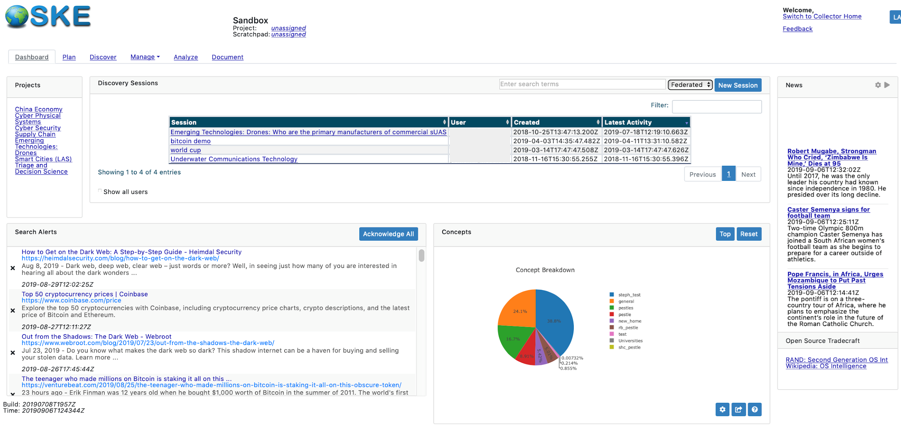 SKE
Sandbox
Project: unassigned
Scratchpad: unassigned
Welcome,
Switch to Collector Home
Feedback
LA
Dashboard Plan Discover Manage Analyze Document
Projects
China Economy
Cyber Physical
Systems
Cyber Security
Supply Chain
Emerging
Technologies:
Drones
Smart Cities (LAS)
Triage and
Decision Science
Discovery Sessions
Enter search terms
Federated
New Session
Filter:
Session User Created Latest Activity
Emerging Technologies: Drones: Who are the primary manufacturers of commercial sUAS 2018-10-25T13:47:13.200Z 2019-07-18T12:19:10.663Z
bitcoin demo 2019-04-03T14:35:47.482Z 2019-04-11T13:31:10.582Z
world cup 2019-03-14T17:47:47.508Z 2019-03-14T17:47:47.626Z
Underwater Communications Technology 2018-11-16T15:30:55.255Z 2018-11-16T15:30:55.396Z
Showing 1 to 4 of 4 entries
Previous 1 Next
Show all users
News
Robert Mugabe, Strongman
Who Cried, 'Zimbabwe Is
Mine,' Dies at 95
2019-09-06T12:32:02Z
Until 2017, he was the only
leader his country had known
since independence in 1980. He
presided over its long decline.
Caster Semenya signs for
football team
2019-09-06T12:25:11Z
Two-time Olympic 800m
champion Caster Semenya has
joined a South African women's
football team as she begins to
prepare for a career outside of
athletics.
Pope Francis, in Africa, Urges
Mozambique to Put Past
Tensions Aside
2019-09-06T12:14:41Z
The pontiff is on a three-
country tour of Africa, where he
plans to emphasize the
continent's role in the future of
the Roman Catholic Church.
Open Source Tradecraft
RAND: Second Generation OS Int
Wikipedia: OS Intelligence
Search Alerts
Acknowledge All
How to Get on the Dark Web: A Step-by-Step Guide - Heimdal Security
https://heimdalsecurity.com/blog/how-to-get-on-the-dark-web/
Aug 8, 2019 - Dark web, deep web, clear web – just words or more? Well, in seeing just how many of you are interested in
hearing all about the dark wonders ...
2019-08-29T12:02:25Z
Top 50 cryptocurrency prices | Coinbase
https://www.coinbase.com/price
Explore the top 50 cryptocurrencies with Coinbase, including cryptocurrency price charts, crypto descriptions, and the latest
price of Bitcoin and Ethereum.
2019-08-27T12:11:27Z
Out from the Shadows: The Dark Web - Webroot
https://www.webroot.com/blog/2019/07/23/out-from-the-shadows-the-dark-web/
Jul 23, 2019 - Do you know what makes the dark web so dark? This shadow internet can be a haven for buying and selling
your stolen data. Learn more ...
2019-08-26T17:45:44Z
The teenager who made millions on Bitcoin is staking it all on this ...
https://venturebeat.com/2019/08/25/the-teenager-who-made-millions-on-bitcoin-is-staking-it-all-on-this-obscure-token/
23 hours ago - Erik Finman was 12 years old when he bought $1,000 worth of Bitcoin in the summer of 2011. The world's first
Concepts
Top
Reset
Concept Breakdown
24.1%
0.00732%
0.214%
0.855%
steph_test
general
pestle
pestle
new_home
rb_pestle
test
Universities
shc_pestle
Build: 20190708T1957Z
Time: 20190906T124344Z